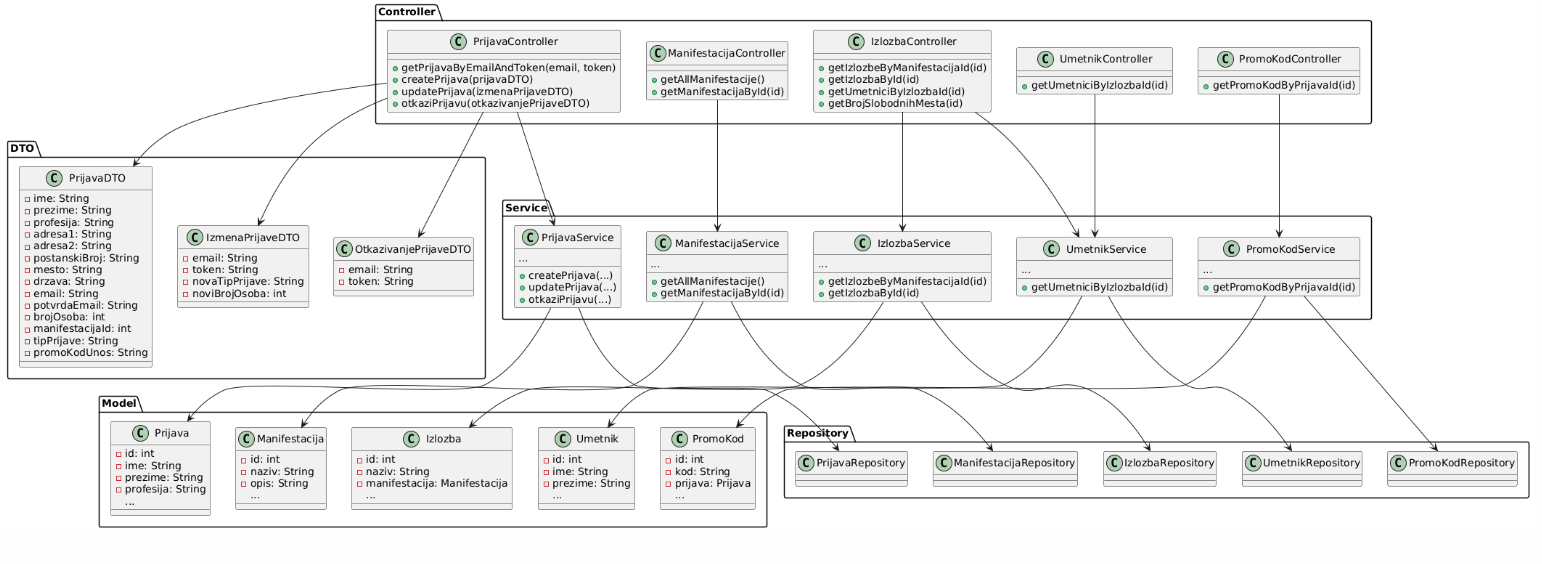 Controller
C PrijavaController
getPrijavaByEmailAndToken(email, token)
createPrijava(prijavaDTO)
updatePrijava(izmenaPrijaveDTO)
otkaziPrijavu(otkazivanjePrijaveDTO)
C ManifestacijaController
getAllManifestacije()
getManifestacijaById(id)
C IzlozbaController
getIzlozbeByManifestacijaId(id)
getIzlozbaById(id)
getUmetniciByIzlozbaId(id)
getBrojSlobodnihMesta(id)
C UmetnikController
getUmetniciByIzlozbaId(id)
C PromoKodController
getPromoKodByPrijavaId(id)
DTO
C PrijavaDTO
ime: String
prezime: String
profesija: String
adresa1: String
adresa2: String
postanskiBroj: String
mesto: String
drzava: String
email: String
potvrdaEmail: String
brojOsoba: int
manifestacijaId: int
tipPrijave: String
promoKodUnos: String
C IzmenaPrijaveDTO
email: String
token: String
novaTipPrijave: String
noviBrojOsoba: int
C OtkazivanjePrijaveDTO
email: String
token: String
Service
C PrijavaService
...
createPrijava(...)
updatePrijava(...)
otkaziPrijavu(...)
C ManifestacijaService
...
getAllManifestacije()
getManifestacijaById(id)
C IzlozbaService
...
getIzlozbeByManifestacijaId(id)
getIzlozbaById(id)
C UmetnikService
...
getUmetniciByIzlozbaId(id)
C PromoKodService
...
getPromoKodByPrijavaId(id)
Model
C Prijava
id: int
ime: String
prezime: String
profesija: String
...
C Manifestacija
id: int
naziv: String
opis: String
...
C Izlozba
id: int
naziv: String
manifestacija: Manifestacija
...
C Umetnik
id: int
ime: String
prezime: String
...
C PromoKod
id: int
kod: String
prijava: Prijava
...
Repository
C PrijavaRepository
C ManifestacijaRepository
C IzlozbaRepository
C UmetnikRepository
C PromoKodRepository